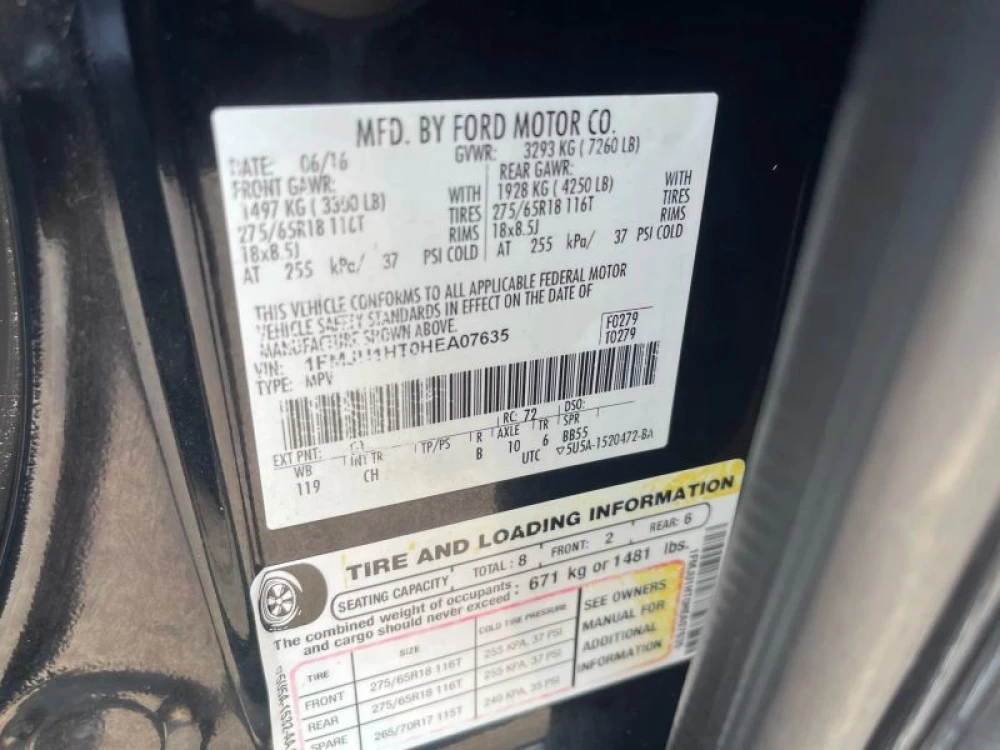 MFD. BY FORD MOTOR CO.
DATE: 06/16 GVWR: 3293 KG ( 7260 LB)
FRONT GAWR: REAR GAWR:
1497 KG ( 3300 LB) WITH 1928 KG ( 4250 LB) WITH
275/65R18 116T TIRES 275/65R18 116T TIRES
18x8.5J RIMS 18x8.5J RIMS
AT 255 kPa/ 37 PSI COLD AT 255 kPa/ 37 PSI COLD
THIS VEHICLE CONFORMS TO ALL APPLICABLE FEDERAL MOTOR
VEHICLE SAFETY STANDARDS IN EFFECT ON THE DATE OF
MANUFACTURE SHOWN ABOVE.
VIN: F0279
TYPE: MPV T0279
EXT PNT: RC: 72 DSO:
WB INT TR TP/PS R AXLE TR SPR
119 CH B 10 6 BB55
UTC ▽5U5A-1520472-BA
TIRE AND LOADING INFORMATION
SEATING CAPACITY TOTAL : 8 FRONT: 2 REAR: 6
The combined weight of occupants
and cargo should never exceed : 671 kg or 1481 lbs.
TIRE SIZE COLD TIRE PRESSURE
FRONT 275/65R18 116T 255 KPA, 37 PSI
REAR 275/65R18 116T 255 KPA, 37 PSI
SPARE 265/70R17 115T 240 KPA, 35 PSI
SEE OWNERS
MANUAL FOR
ADDITIONAL
INFORMATION